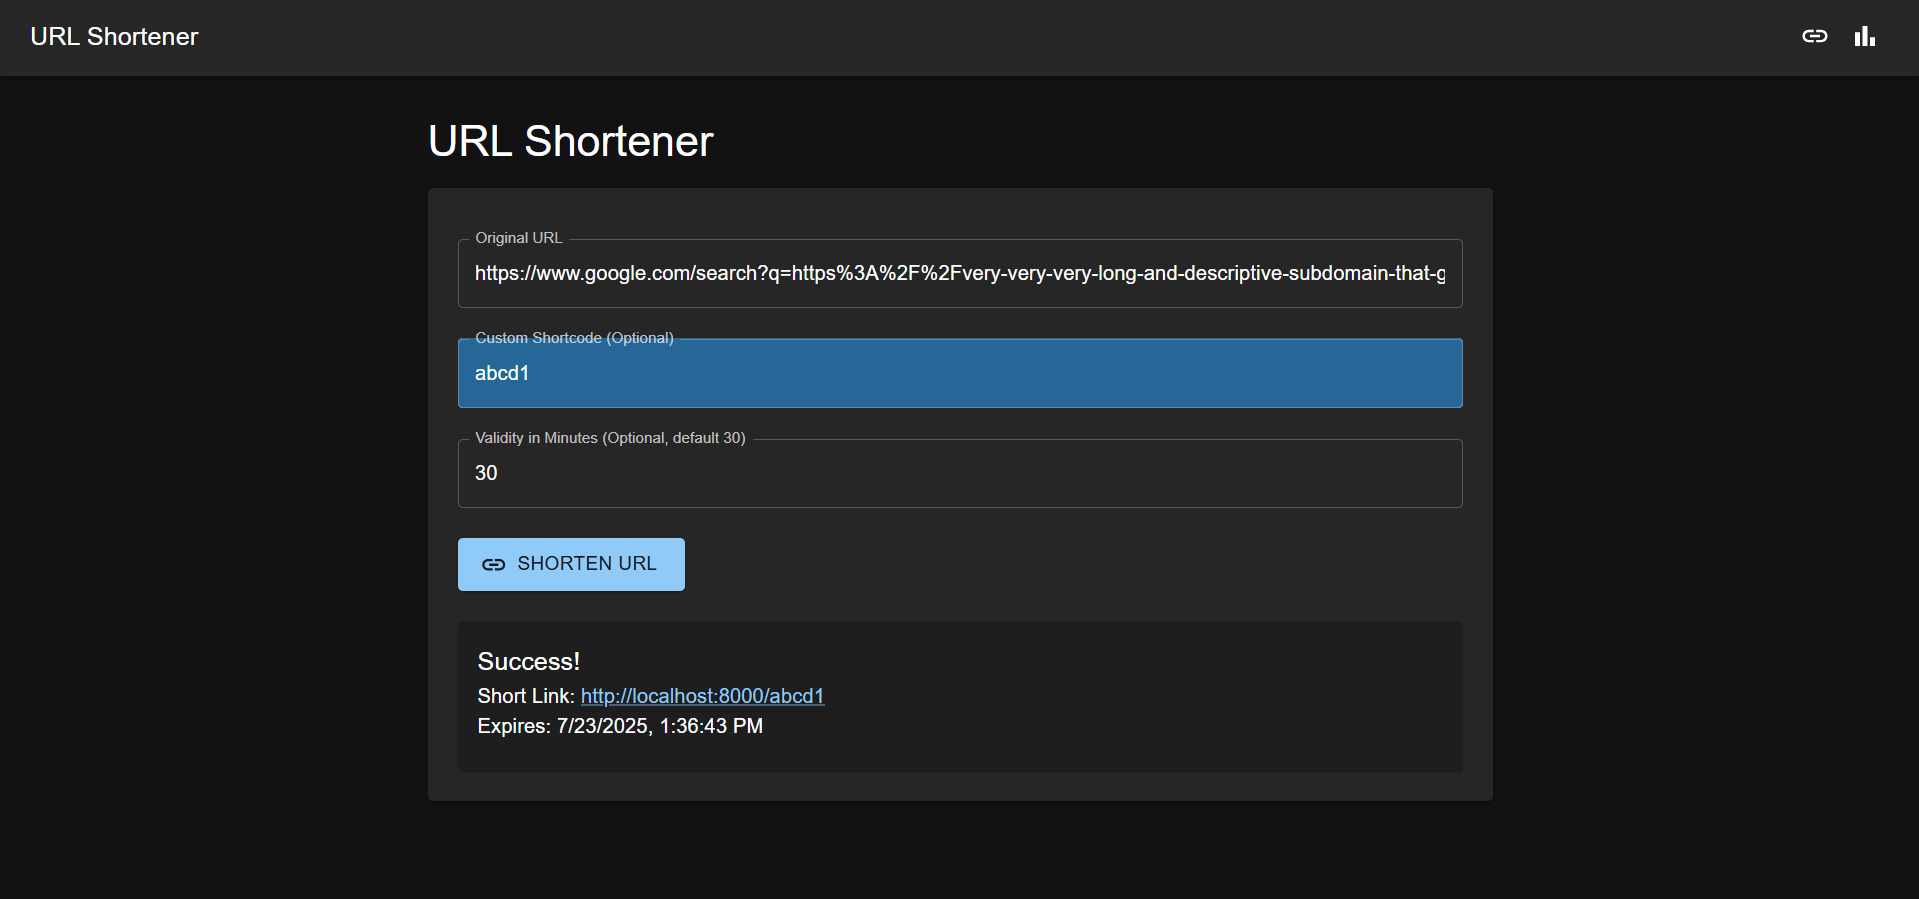 URL Shortener
URL Shortener
Original URL
https://www.google.com/search?q=https%3A%2F%2Fvery-very-very-long-and-descriptive-subdomain-that-g
Custom Shortcode (Optional)
abcd1
Validity in Minutes (Optional, default 30)
30
SHORTEN URL
Success!
Short Link: http://localhost:8000/abcd1
Expires: 7/23/2025, 1:36:43 PM